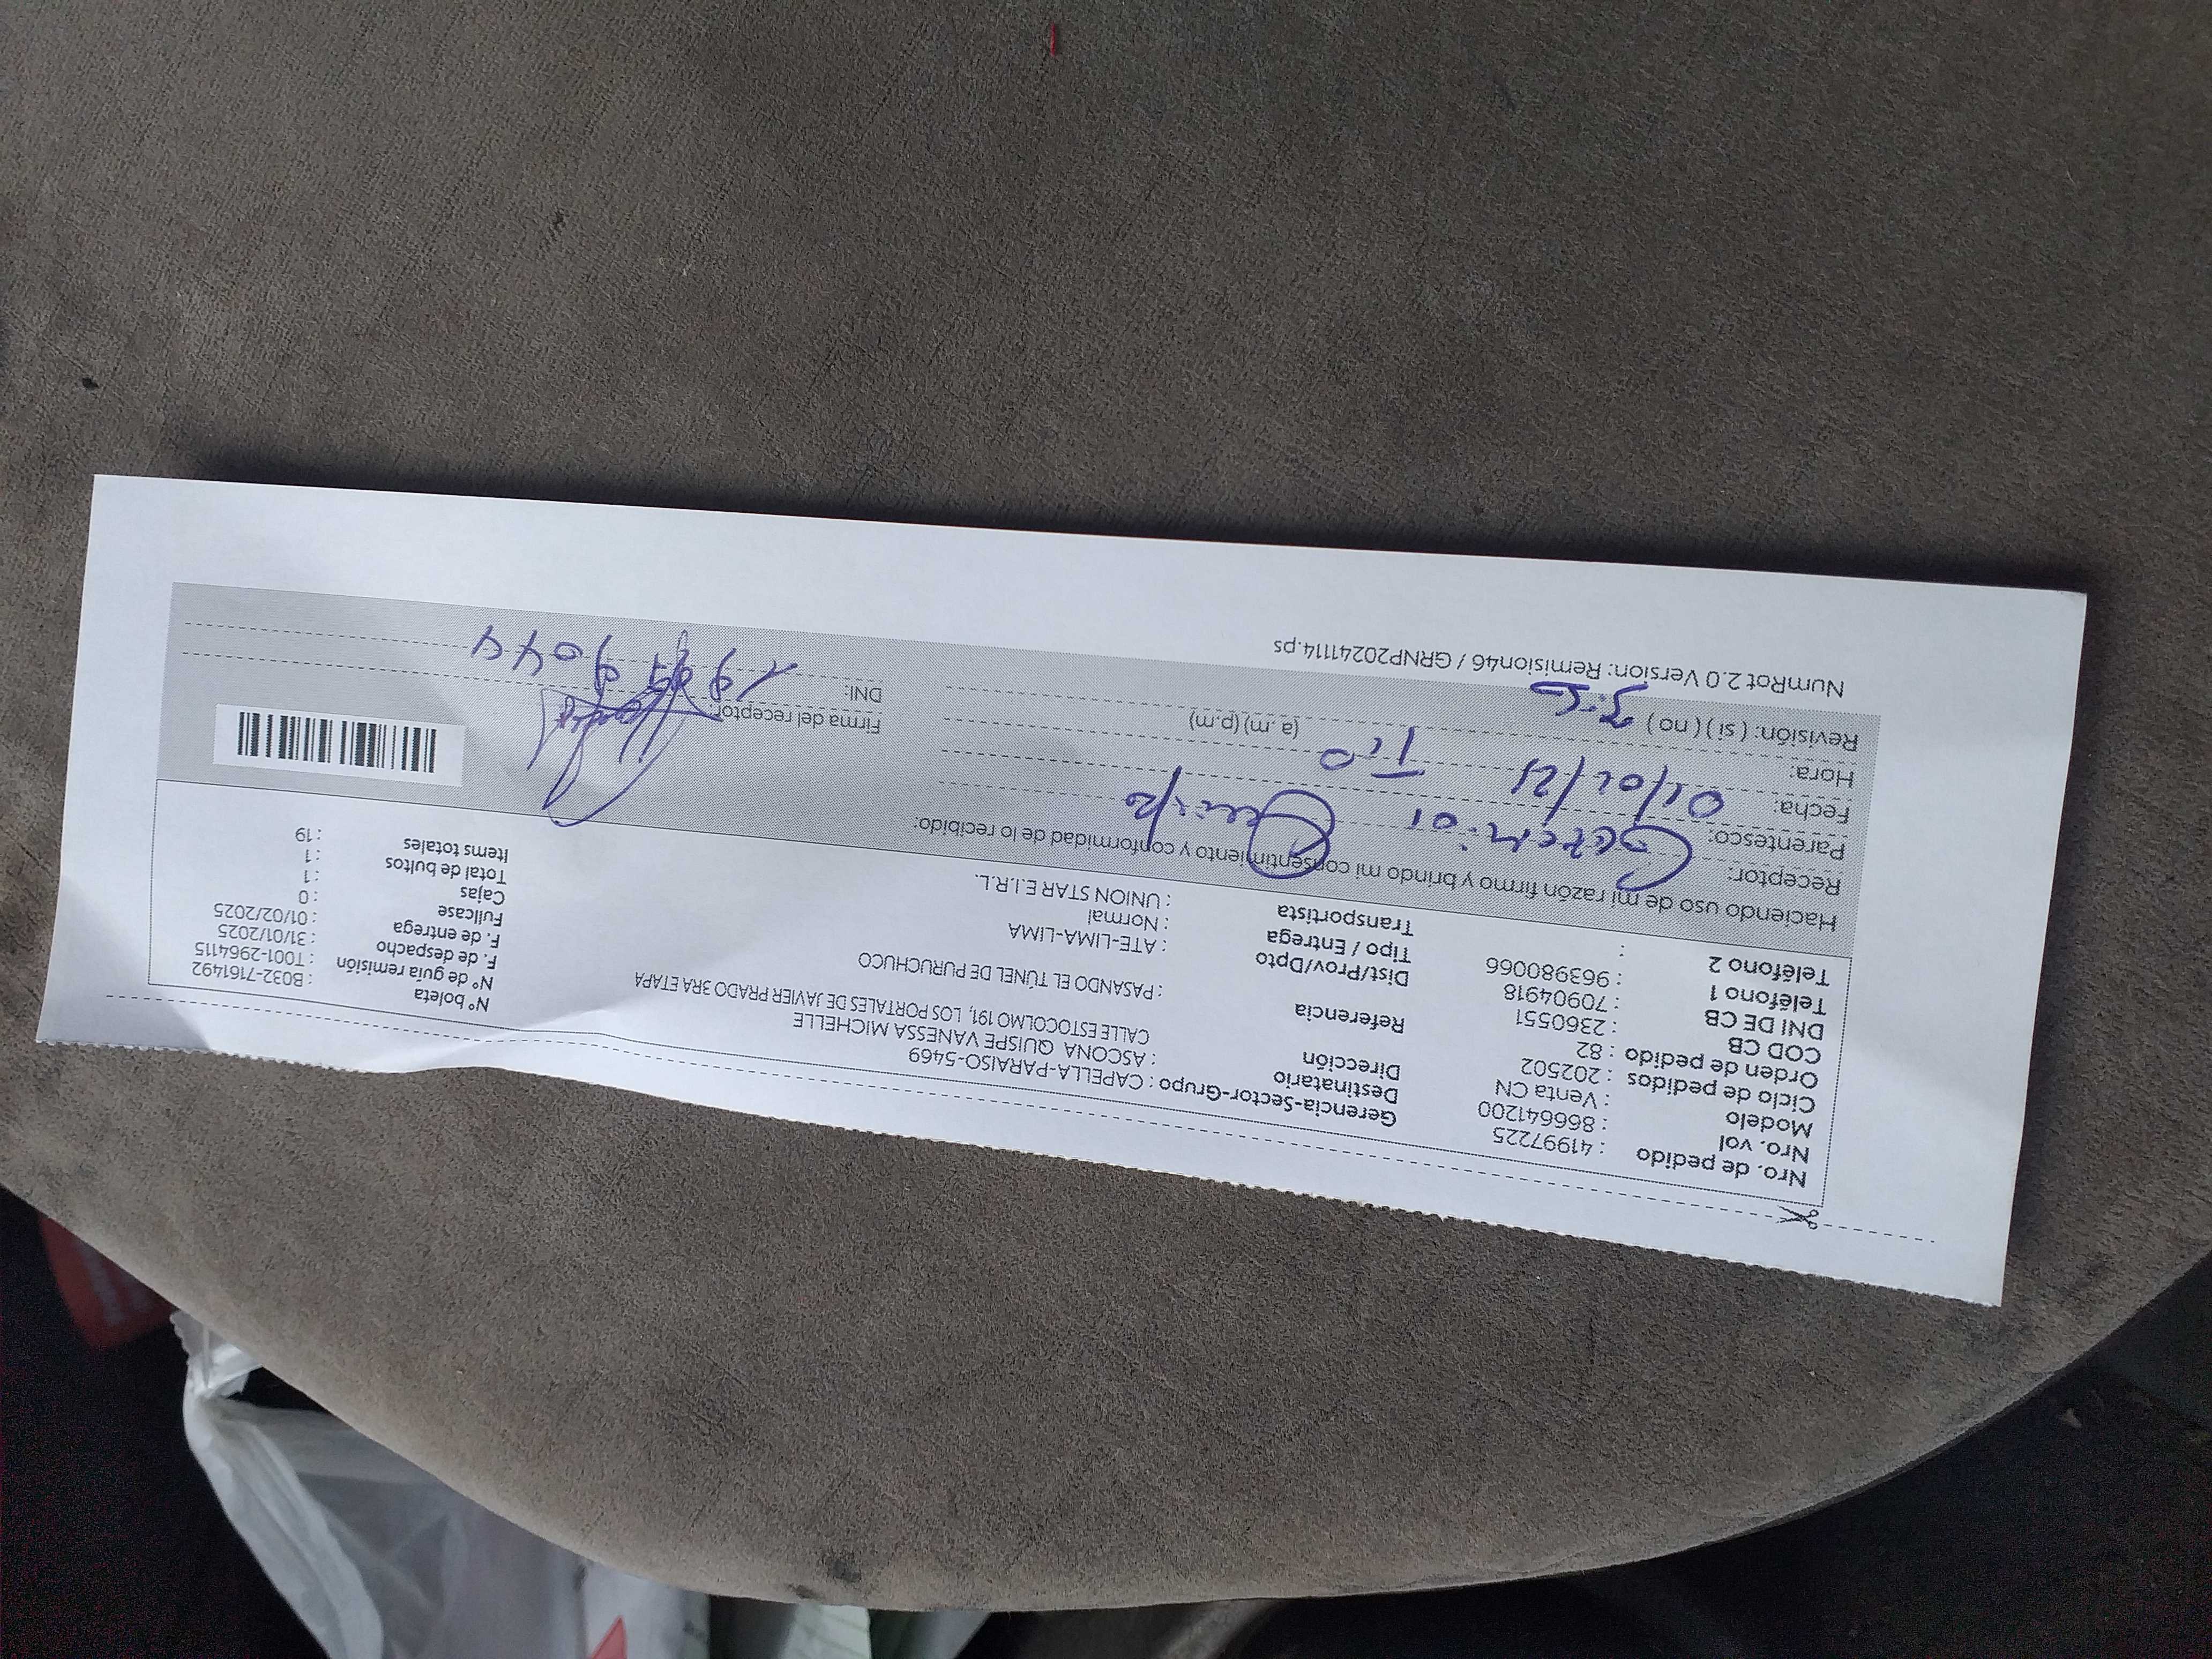 Nro. de pedido : 41997225
Nro. vol : 866641200
Modelo : Venta CN
Ciclo de pedidos : 202502
Orden de pedido : 82
COD CB : 2360551
DNI DE CB : 70904918
Teléfono 1 : 963980066
Teléfono 2 :
Gerencia-Sector-Grupo : CAPELLA-PARAISO-5469
Destinatario : ASCONA QUISPE VANESSA MICHELLE
Dirección CALLE ESTOCOLMO 191, LOS PORTALES DE JAVIER PRADO 3RA ETAPA
Referencia : PASANDO EL TÚNEL DE PURUCHUCO
Dist/Prov/Dpto : ATE-LIMA-LIMA
Tipo / Entrega : Normal
Transportista : UNION STAR E.I.R.L.
N° boleta : B032-7161492
N° de guía remisión : T001-2964115
F. de despacho : 31/01/2025
F. de entrega : 01/02/2025
Fullcase : 0
Cajas : 1
Total de bultos : 1
Items totales : 19
Haciendo uso de mi razón firmo y brindo mi consentimiento y conformidad de lo recibido:
Receptor: Quispe
Parentesco: Tio
Fecha:
Hora: (a.m) (p.m)
Revisión: ( si ) ( no )
Firma del receptor:
DNI:
NumRot 2.0 Version: Remision46 / GRNP20241114.ps